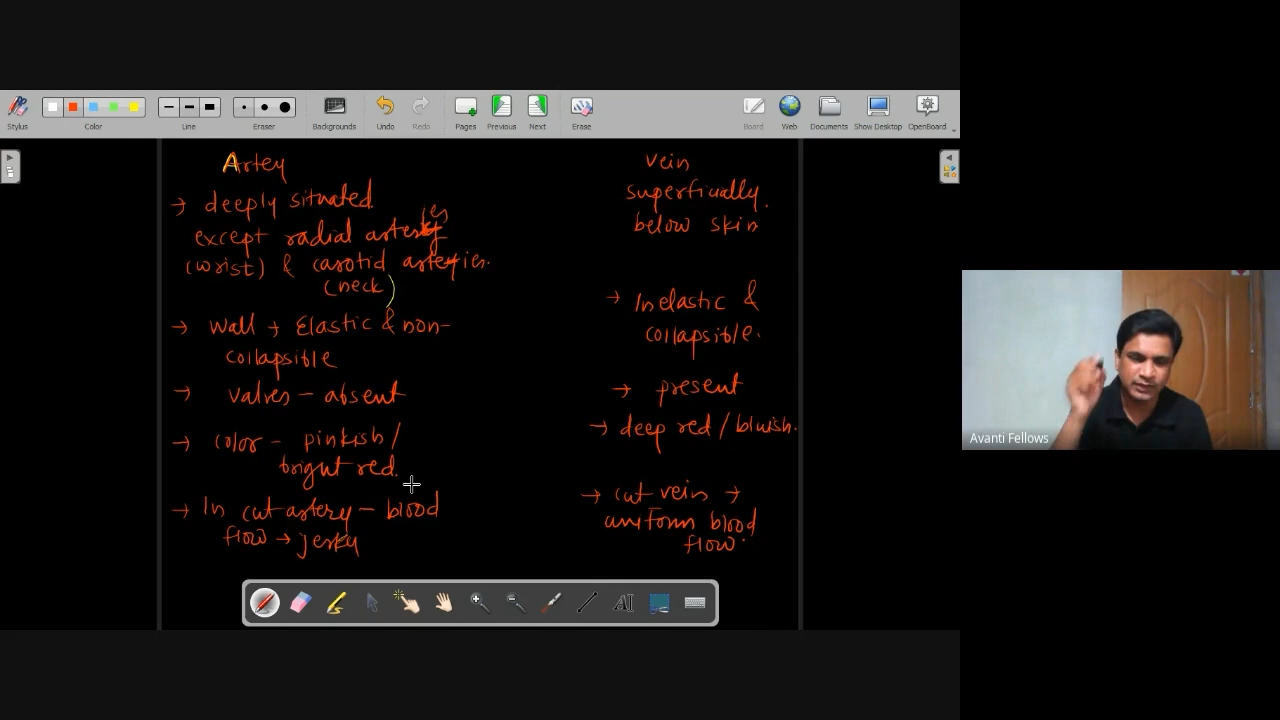 Stylus
Color
Line
Eraser
Backgrounds
Undo
Redo
Pages
Previous
Next
Erase
Board
Web
Documents
Show Desktop
OpenBoard
Artey
→ deeply situated.
except radial arteries
(wrist) & carotid arteries.
(neck)
→ wall → Elastic & non-
collapsible
→ valves - absent
→ color - pinkish /
bright red.
→ In cut artery - blood
flow → jerky
vein
superficially.
below skin
→ Inelastic &
collapsible.
→ present
→ deep red / bluish.
→ cut vein →
uniform blood
flow.
AI
Avanti Fellows